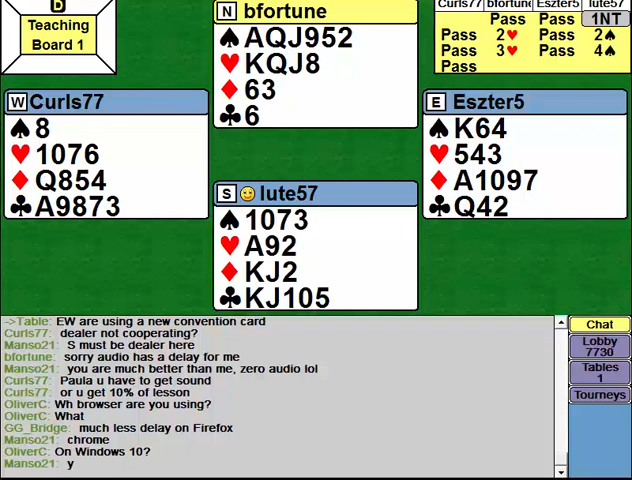 D
Teaching
Board 1
N bfortune
♠AQJ952
♥KQJ8
♦63
♣6
Curls77 bfortune Eszter5 lute57
Pass Pass 1NT
Pass 2♥ Pass 2♠
Pass 3♥ Pass 4♠
Pass
W Curls77
♠8
♥1076
♦Q854
♣A9873
E Eszter5
♠K64
♥543
♦A1097
♣Q42
S lute57
♠1073
♥A92
♦KJ2
♣KJ105
->Table: EW are using a new convention card
Curls77: dealer not cooperating?
Manso21: S must be dealer here
bfortune: sorry audio has a delay for me
Manso21: you are much better than me, zero audio lol
Curls77: Paula u have to get sound
Curls77: or u get 10% of lesson
OliverC: Wh browser are you using?
OliverC: What
GG_Bridge: much less delay on Firefox
Manso21: chrome
OliverC: On Windows 10?
Manso21: y
Chat
Lobby
7730
Tables
1
Tourneys